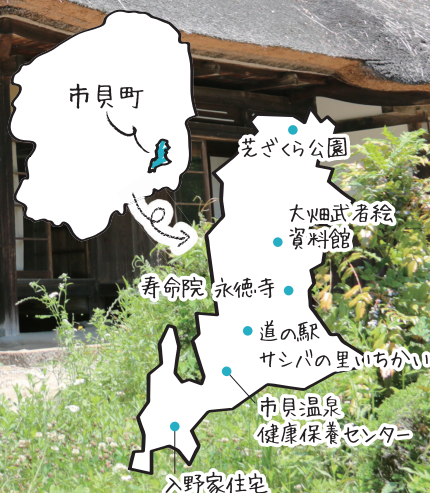 市貝町
芝ざくら公園
大畑武者絵
資料館
寿命院 永徳寺
道の駅
サシバの里いちかい
市貝温泉
健康保養センター
入野家住宅